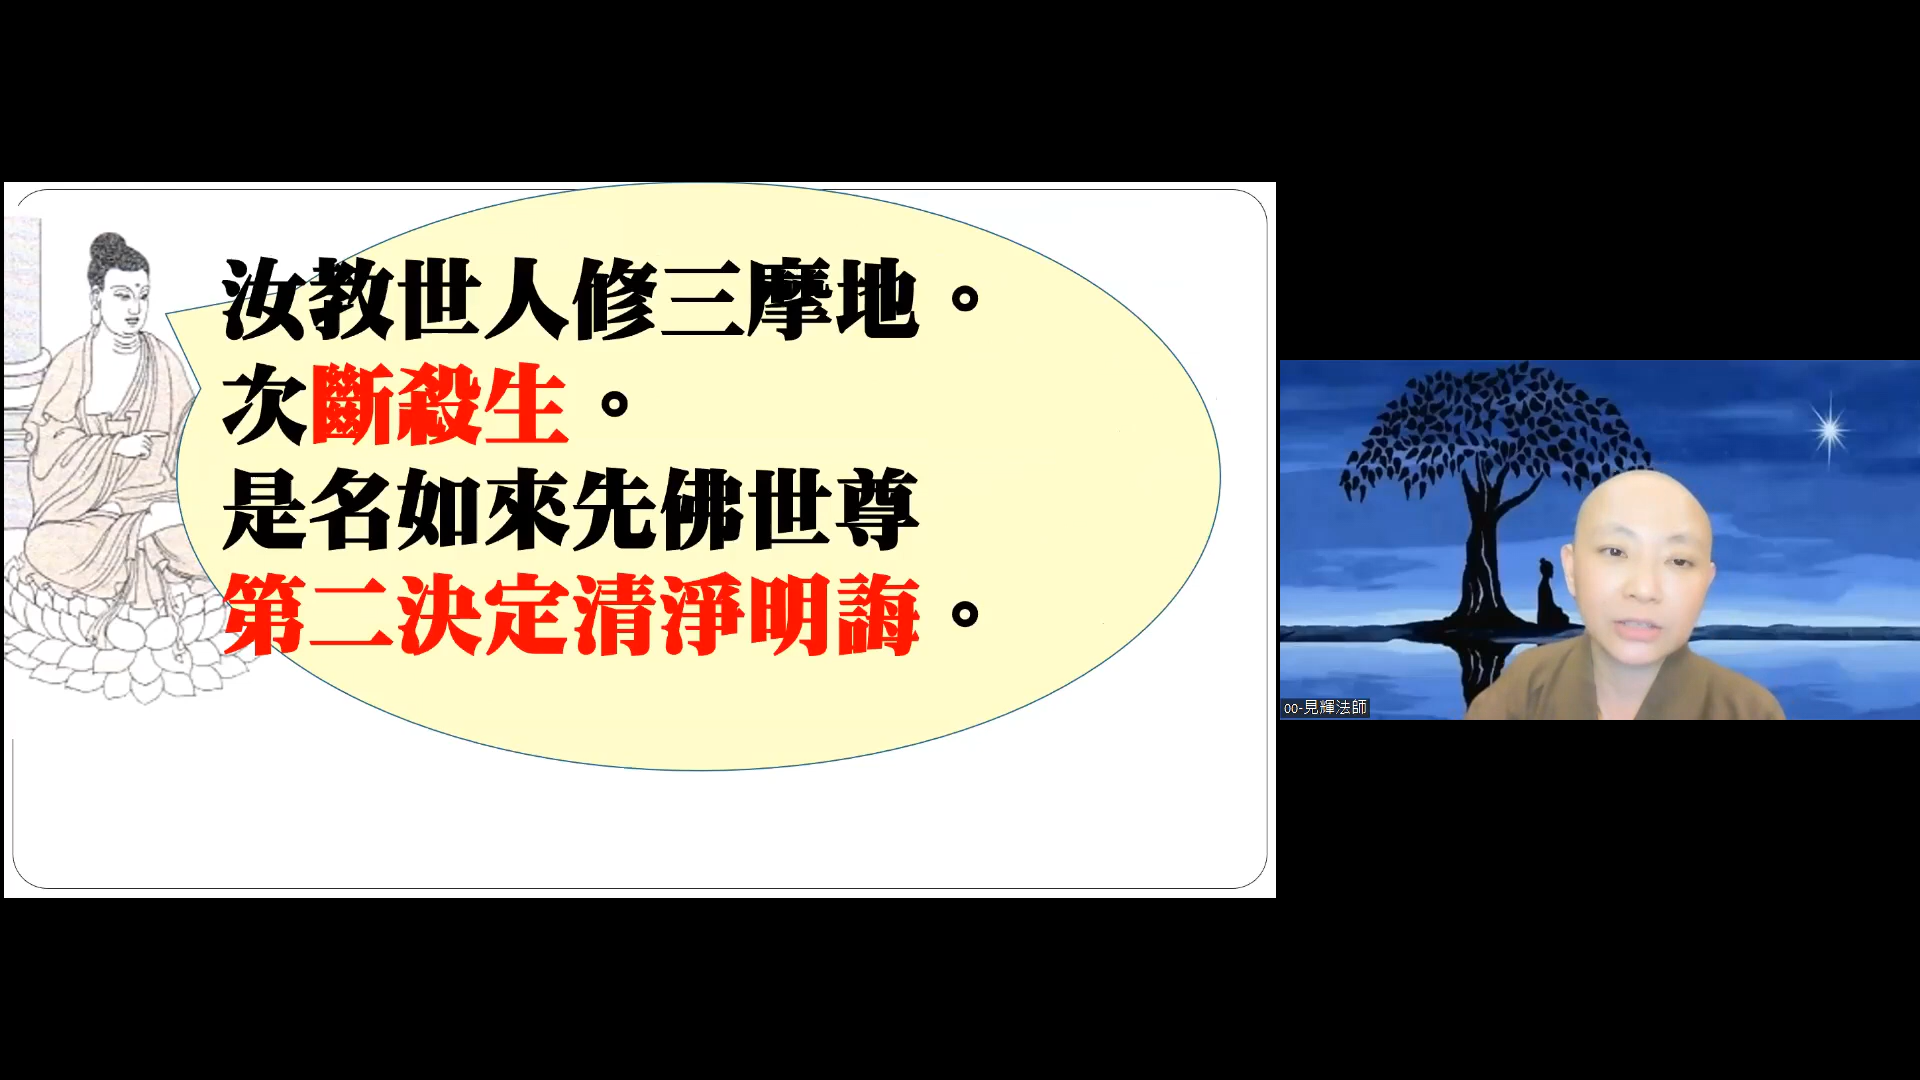 汝教世人修三摩地。
次斷殺生。
是名如來先佛世尊
第二決定清淨明誨。
oo-見輝法師